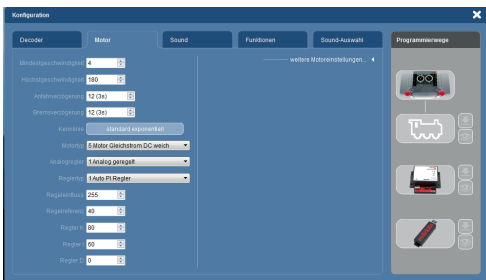 Konfiguration
Decoder
Motor
Sound
Funktionen
Sound-Auswahl
Programmierwege
weitere Motoreinstellungen...
Mindestgeschwindigkeit 4
Höchstgeschwindigkeit 180
Anfahrverzögerung 12 (3s)
Bremsverzögerung 12 (3s)
Kennlinie standard exponentiell
Motortyp 5 Motor Gleichstrom DC weich
Analogregler 1 Analog geregelt
Reglertyp 1 Auto PI Regler
Regeleinfluss 255
Regelreferenz 40
Regler K 80
Regler I 60
Regler D 0